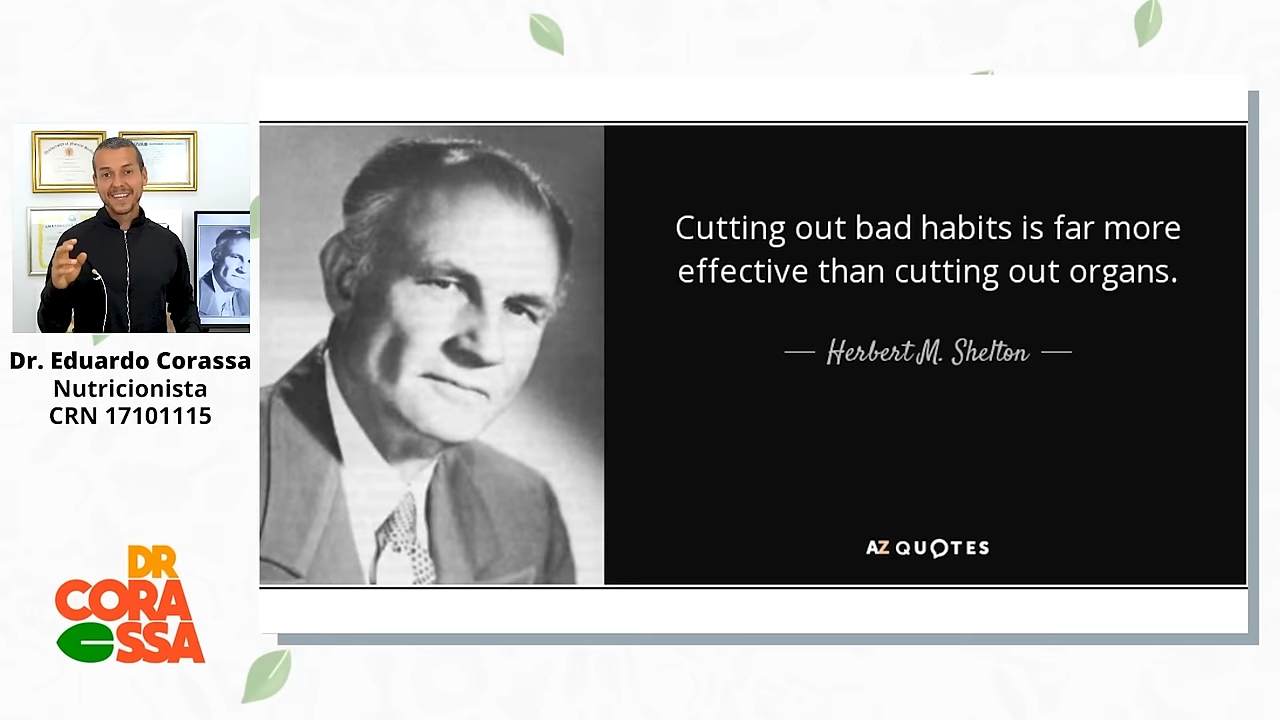 Dr. Eduardo Corassa
Nutricionista
CRN 17101115
DR
CORA
SSA
Cutting out bad habits is far more
effective than cutting out organs.
Herbert M. Shelton
AZ QUOTES